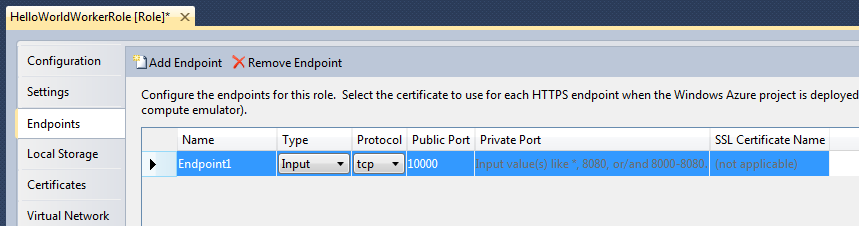 HelloWorldWorkerRole [Role]*
Configuration
Settings
Endpoints
Local Storage
Certificates
Virtual Network
Add Endpoint Remove Endpoint
Configure the endpoints for this role. Select the certificate to use for each HTTPS endpoint when the Windows Azure project is deployed
compute emulator).
Name Type Protocol Public Port Private Port SSL Certificate Name
Endpoint1 Input tcp 10000 Input value(s) like *, 8080, or/and 8000-8080. (not applicable)